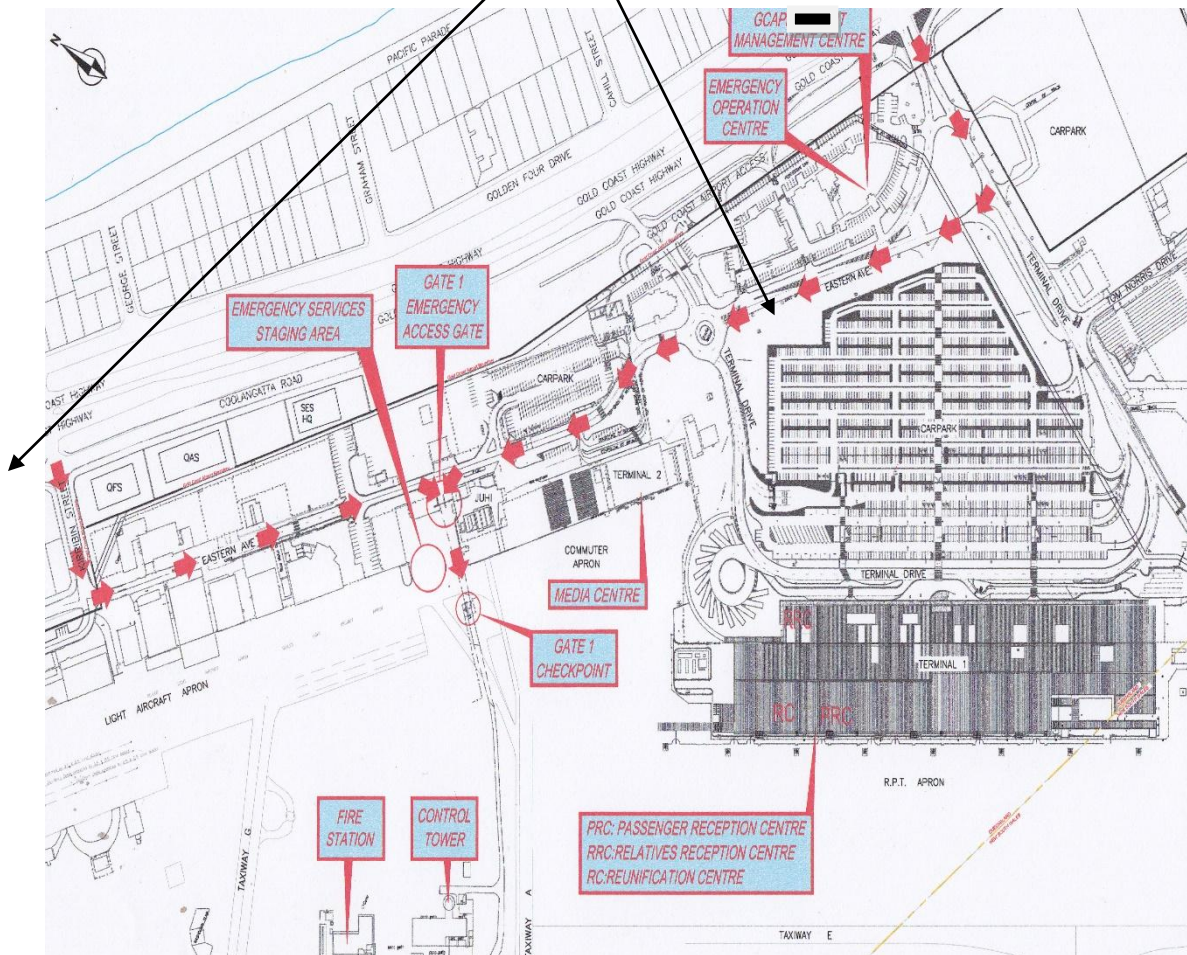 N
PACIFIC PARADE
CAHILL STREET
GRAHAM STREET
GEORGE STREET
GOLDEN FOUR DRIVE
GOLD COAST HIGHWAY
GOLD COAST HIGHWAY
GOLD COAST AIRPORT ACCESS
GCAP
MANAGEMENT CENTRE
GOLD COAST
EMERGENCY
OPERATION
CENTRE
CARPARK
TERMINAL DRIVE
TOM NORRIS DRIVE
EASTERN AVE
GATE 1
EMERGENCY
ACCESS GATE
EMERGENCY SERVICES
STAGING AREA
COAST HIGHWAY
HIGHWAY
COOLANGATTA ROAD
SES
HQ
QAS
QFS
EASTERN AVE
CARPARK
JUHI
TERMINAL 2
TERMINAL DRIVE
CARPARK
COMMUTER
APRON
MEDIA CENTRE
TERMINAL DRIVE
GATE 1
CHECKPOINT
RRC
TERMINAL 1
RC PRC
LIGHT AIRCRAFT APRON
R.P.T. APRON
FIRE
STATION
CONTROL
TOWER
PRC: PASSENGER RECEPTION CENTRE
RRC:RELATIVES RECEPTION CENTRE
RC:REUNIFICATION CENTRE
TAXIWAY G
TAXIWAY A
TAXIWAY E